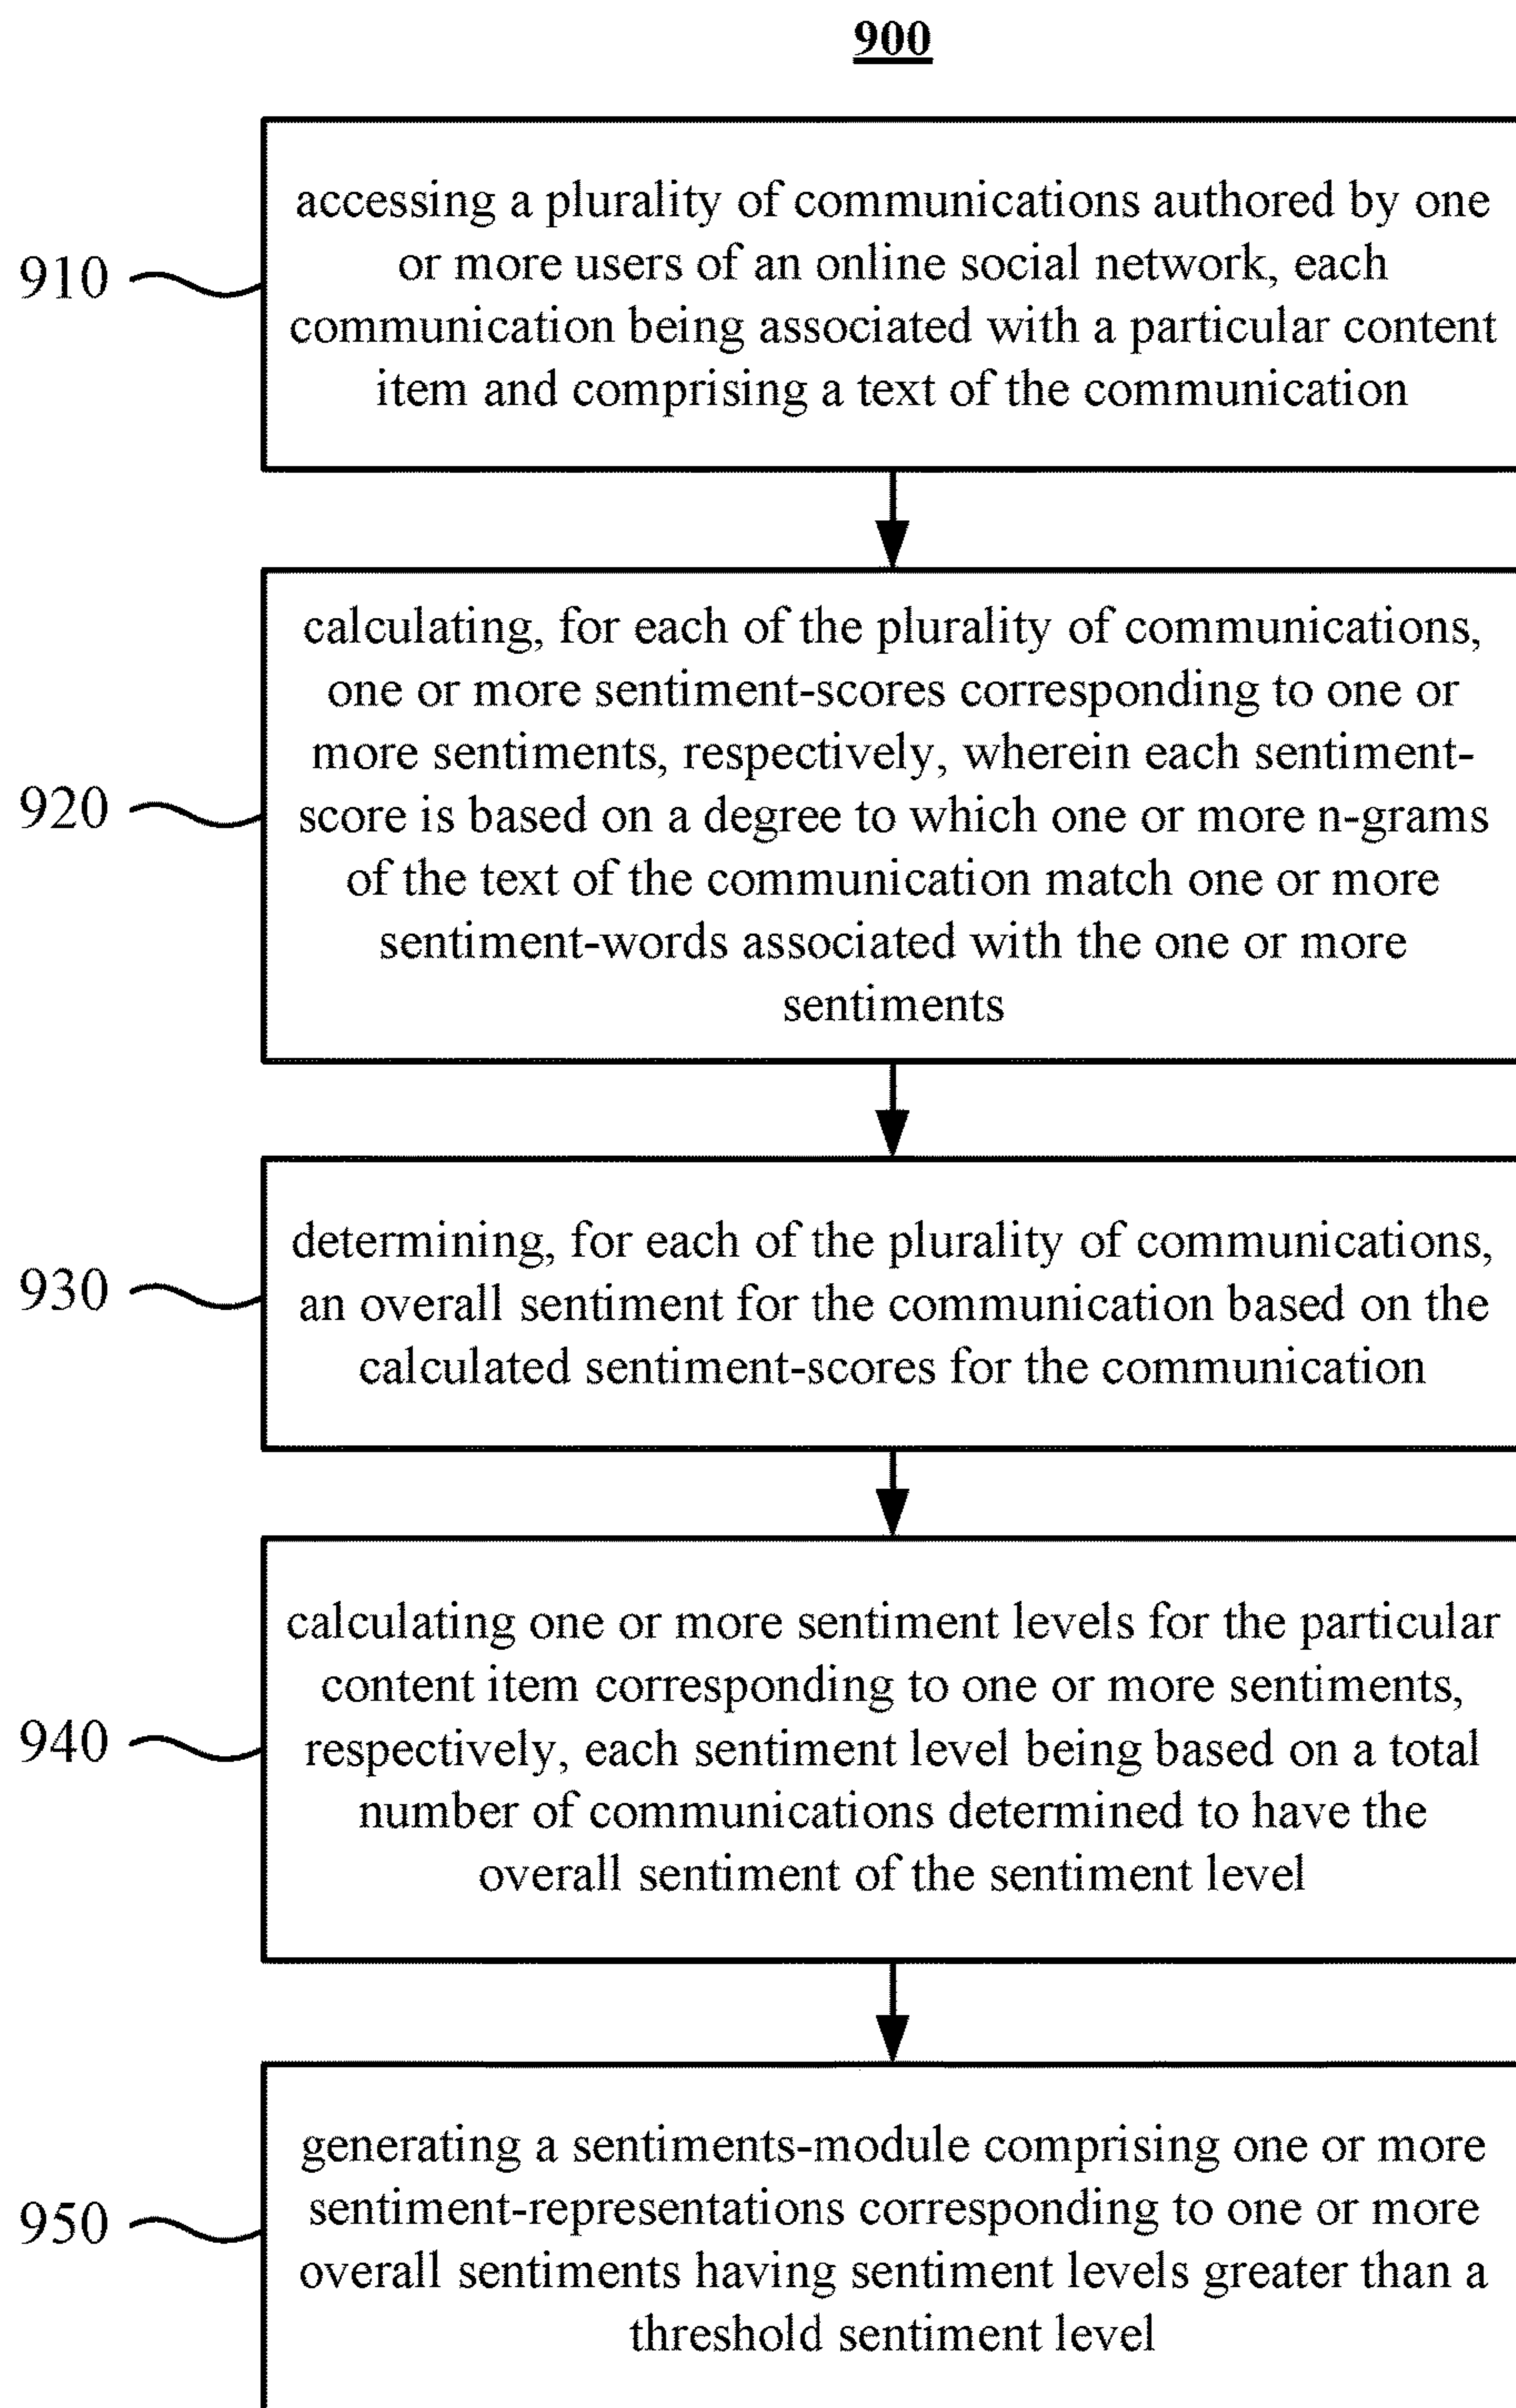 900
accessing a plurality of communications authored by one
or more users of an online social network, each
910
communication being associated with a particular content
item and comprising a text of the communication
calculating, for each of the plurality of communications,
one or more sentiment-scores corresponding to one or
more sentiments, respectively, wherein each sentiment-
920
score is based on a degree to which one or more n-grams
of the text of the communication match one or more
sentiment-words associated with the one or more
sentiments
determining, for each of the plurality of communications,
930
an overall sentiment for the communication based on the
calculated sentiment-scores for the communication
calculating one or more sentiment levels for the particular
content item corresponding to one or more sentiments,
940
respectively, each sentiment level being based on a total
number of communications determined to have the
overall sentiment of the sentiment level
generating a sentiments-module comprising one or more
950
sentiment-representations corresponding to one or more
overall sentiments having sentiment levels greater than a
threshold sentiment level